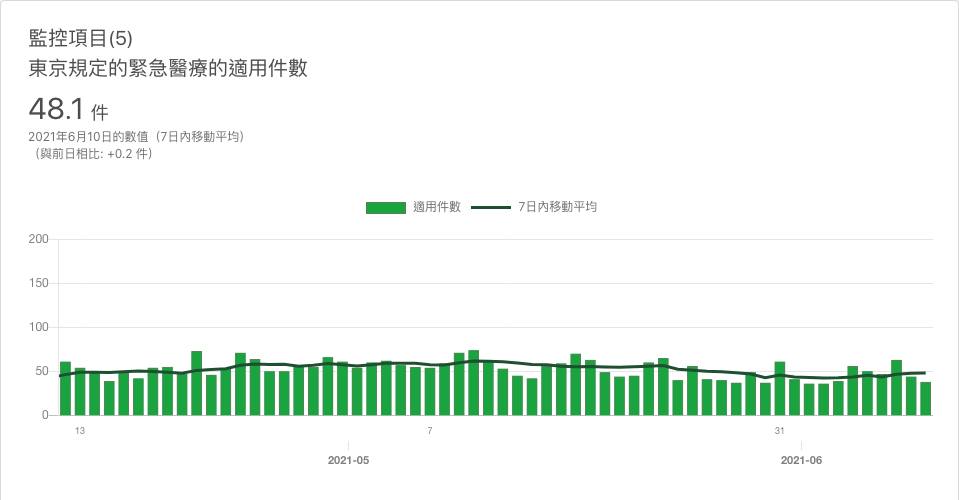 監控項目(5)
東京規定的緊急醫療的適用件數
48.1 件
2021年6月10日的數值（7日內移動平均）
（與前日相比: +0.2 件）
適用件數 7日內移動平均
200
150
100
50
0
13 7 31
2021-05 2021-06